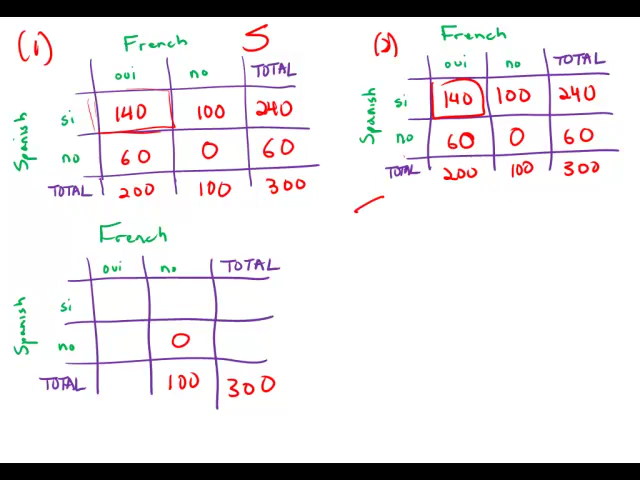 (1) French S
oui no TOTAL
si 140 100 240
Spanish
no 60 0 60
TOTAL 200 100 300
(2) French
oui no TOTAL
si 140 100 240
Spanish
no 60 0 60
TOTAL 200 100 300
French
oui no TOTAL
si
Spanish
no 0
TOTAL 100 300